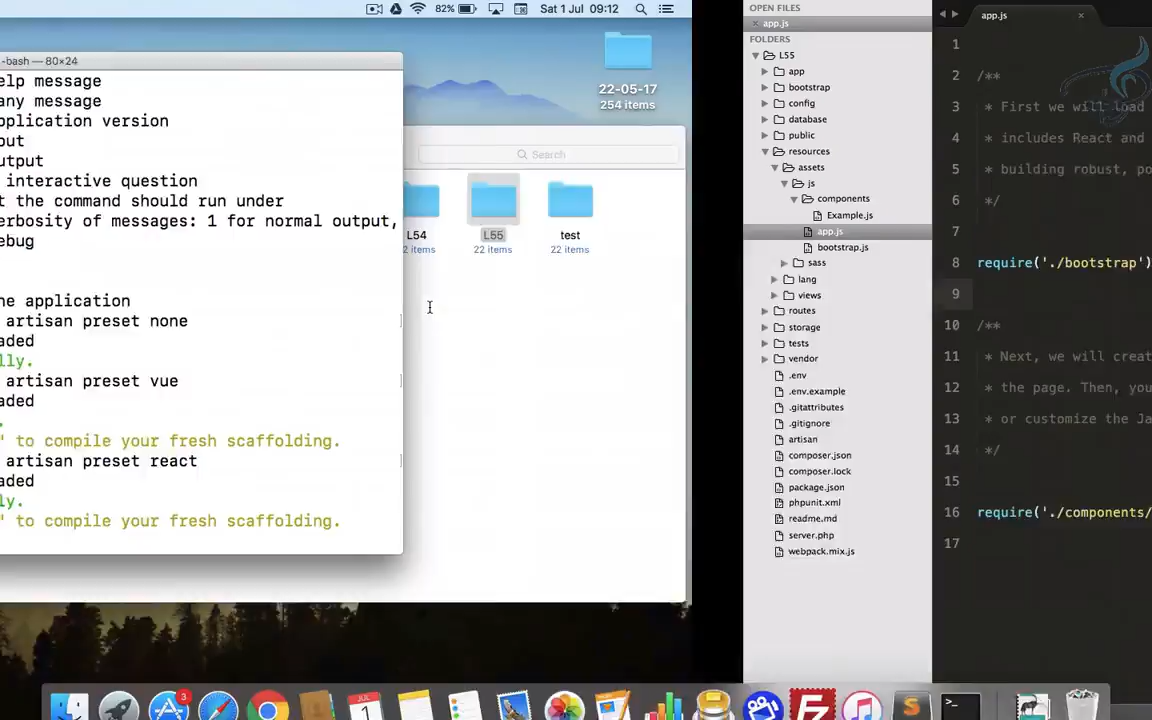 82%
Sat 1 Jul 09:12
-bash — 80×24
elp message
any message
pplication version
out
utput
interactive question
t the command should run under
erbosity of messages: 1 for normal output,
ebug
ne application
artisan preset none
aded
lly.
artisan preset vue
aded
.
" to compile your fresh scaffolding.
artisan preset react
aded
ly.
" to compile your fresh scaffolding.
22-05-17
254 items
Search
L54
2 items
L55
22 items
test
22 items
3
JUL
1
OPEN FILES
app.js
FOLDERS
L55
app
bootstrap
config
database
public
resources
assets
js
components
Example.js
app.js
bootstrap.js
sass
lang
views
routes
storage
tests
vendor
.env
.env.example
.gitattributes
.gitignore
artisan
composer.json
composer.lock
package.json
phpunit.xml
readme.md
server.php
webpack.mix.js
app.js
1
2 /**
3 * First we will load
4 * includes React and
5 * building robust, po
6 */
7
8 require('./bootstrap')
9
10 /**
11 * Next, we will creat
12 * the page. Then, you
13 * or customize the Ja
14 */
15
16 require('./components/
17